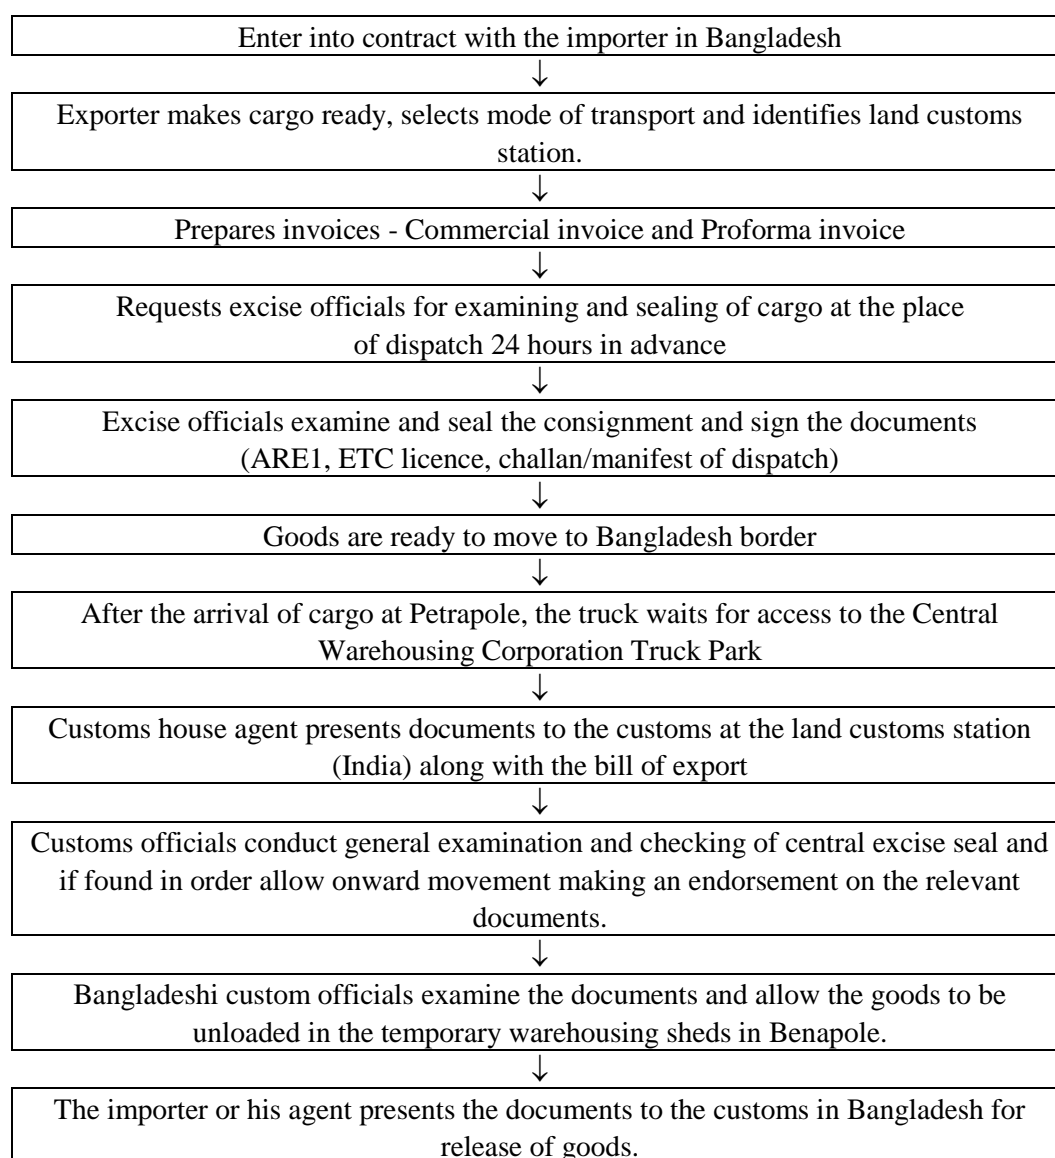 Enter into contract with the importer in Bangladesh
↓
Exporter makes cargo ready, selects mode of transport and identifies land customs
station.
↓
Prepares invoices - Commercial invoice and Proforma invoice
↓
Requests excise officials for examining and sealing of cargo at the place
of dispatch 24 hours in advance
↓
Excise officials examine and seal the consignment and sign the documents
(ARE1, ETC licence, challan/manifest of dispatch)
↓
Goods are ready to move to Bangladesh border
↓
After the arrival of cargo at Petrapole, the truck waits for access to the Central
Warehousing Corporation Truck Park
↓
Customs house agent presents documents to the customs at the land customs station
(India) along with the bill of export
↓
Customs officials conduct general examination and checking of central excise seal and
if found in order allow onward movement making an endorsement on the relevant
documents.
↓
Bangladeshi custom officials examine the documents and allow the goods to be
unloaded in the temporary warehousing sheds in Benapole.
↓
The importer or his agent presents the documents to the customs in Bangladesh for
release of goods.